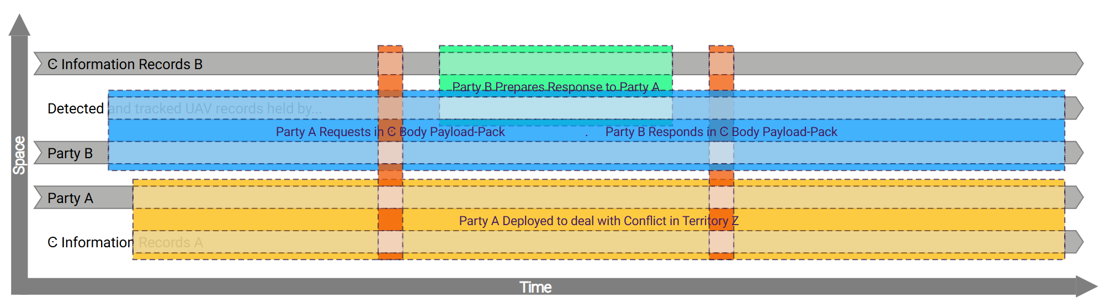 C Information Records B
Party B Prepares Response to Party A
Detected and tracked UAV records held by...
Party A Requests in C Body Payload-Pack
Party B Responds in C Body Payload-Pack
Party B
Party A
Party A Deployed to deal with Conflict in Territory Z
C Information Records A
Space
Time